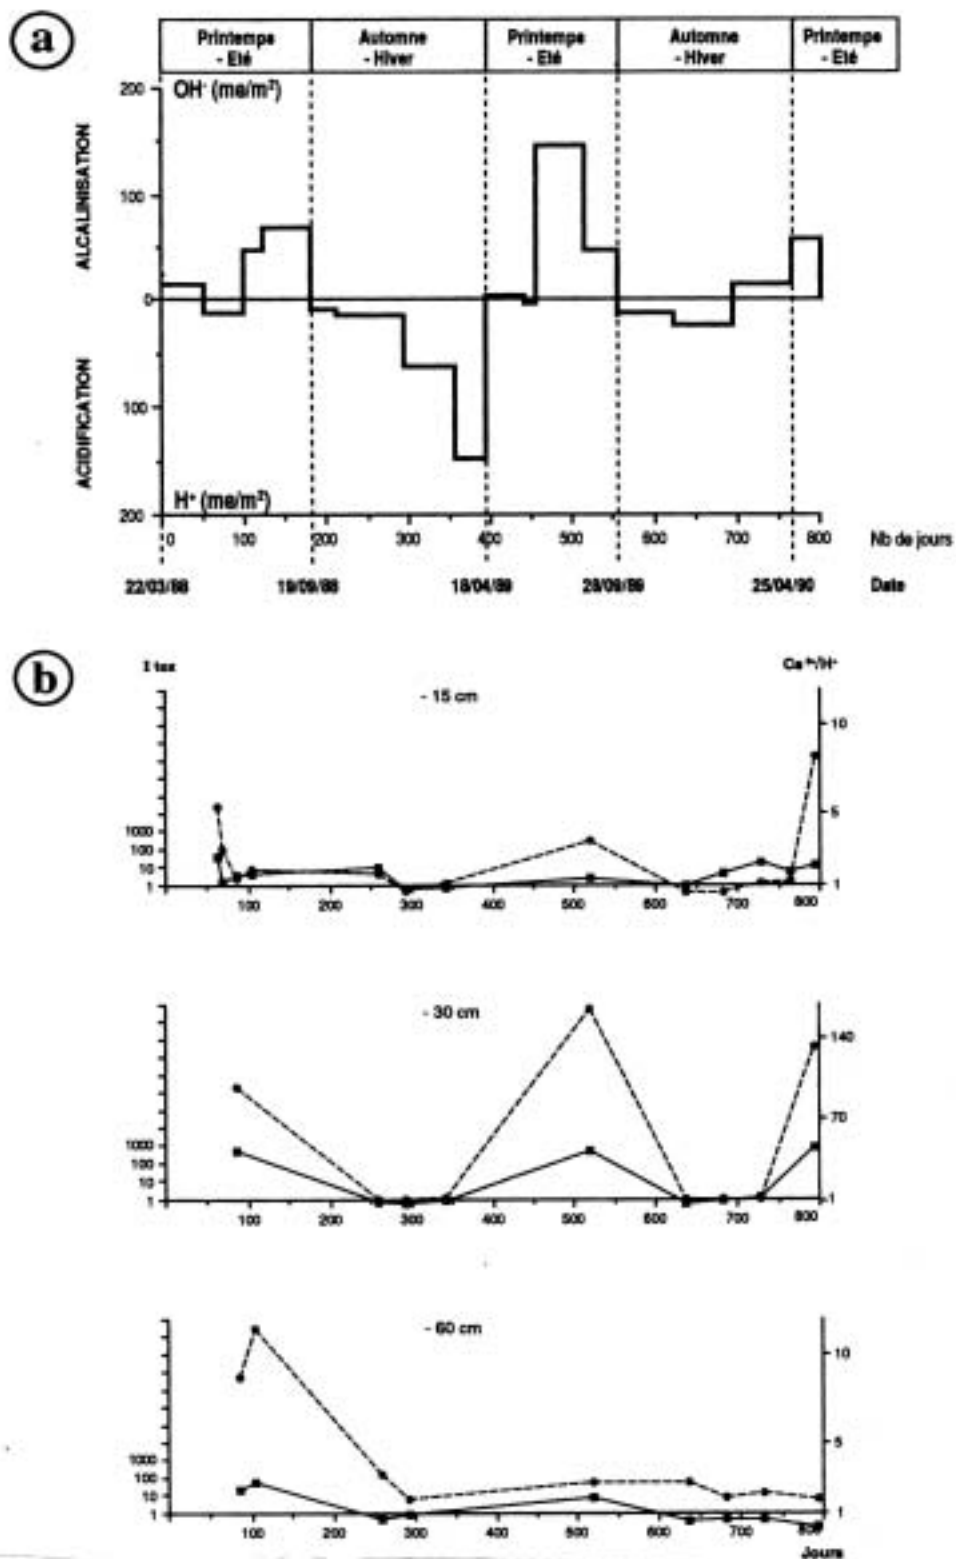 a
Printemps - Eté
Automne - Hiver
Printemps - Eté
Automne - Hiver
Printemps - Eté
OH⁻ (me/m²)
ALCALINISATION
ACIDIFICATION
200
100
0
100
200
H⁺ (me/m²)
0 100 200 300 400 500 600 700 800 Nb de jours
22/03/88 19/09/88 18/04/89 28/09/89 25/04/90 Date
b
I tox
- 15 cm
10
5
1
1000
100
10
1
100 200 300 400 500 600 700 800
- 30 cm
140
70
1
1000
100
10
1
100 200 300 400 500 600 700 800
- 60 cm
10
5
1
1000
100
10
1
100 200 300 400 500 600 700 800
Jours